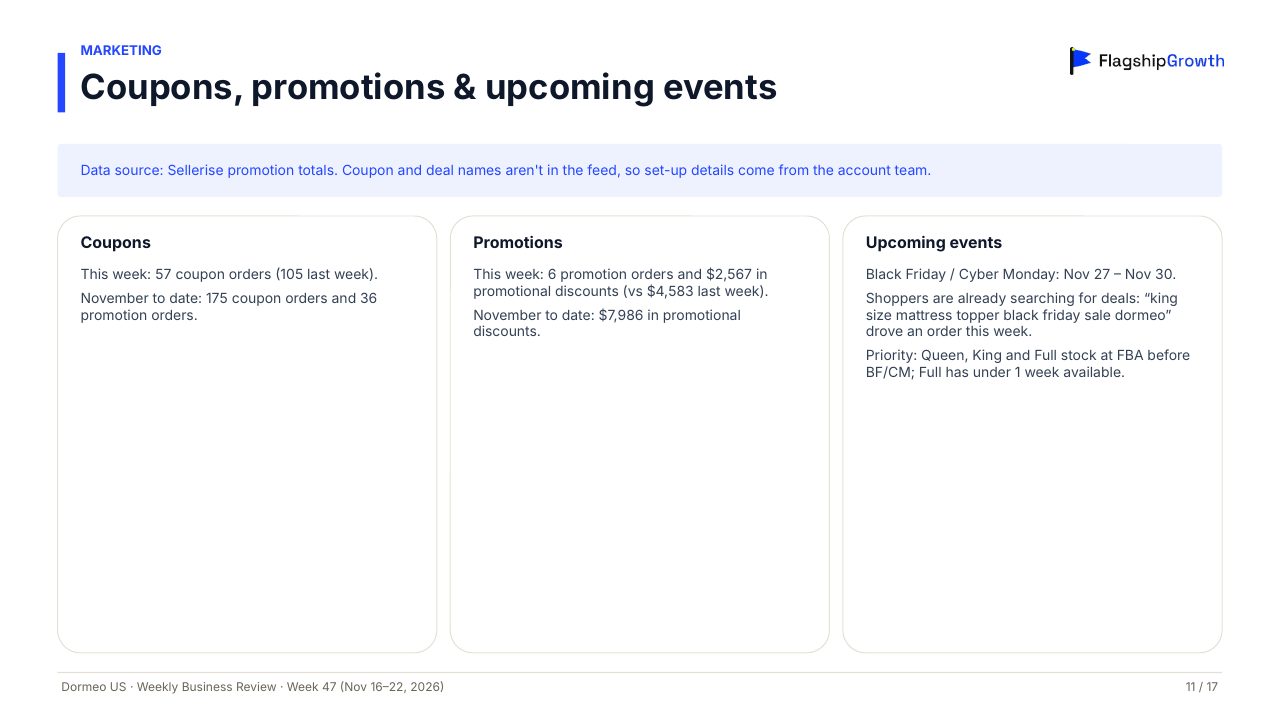 MARKETING
Coupons, promotions & upcoming events
FlagshipGrowth
Data source: Sellerise promotion totals. Coupon and deal names aren't in the feed, so set-up details come from the account team.
Coupons
This week: 57 coupon orders (105 last week).
November to date: 175 coupon orders and 36
promotion orders.
Promotions
This week: 6 promotion orders and $2,567 in
promotional discounts (vs $4,583 last week).
November to date: $7,986 in promotional
discounts.
Upcoming events
Black Friday / Cyber Monday: Nov 27 – Nov 30.
Shoppers are already searching for deals: “king
size mattress topper black friday sale dormeo”
drove an order this week.
Priority: Queen, King and Full stock at FBA before
BF/CM; Full has under 1 week available.
Dormeo US · Weekly Business Review · Week 47 (Nov 16–22, 2026)
11 / 17